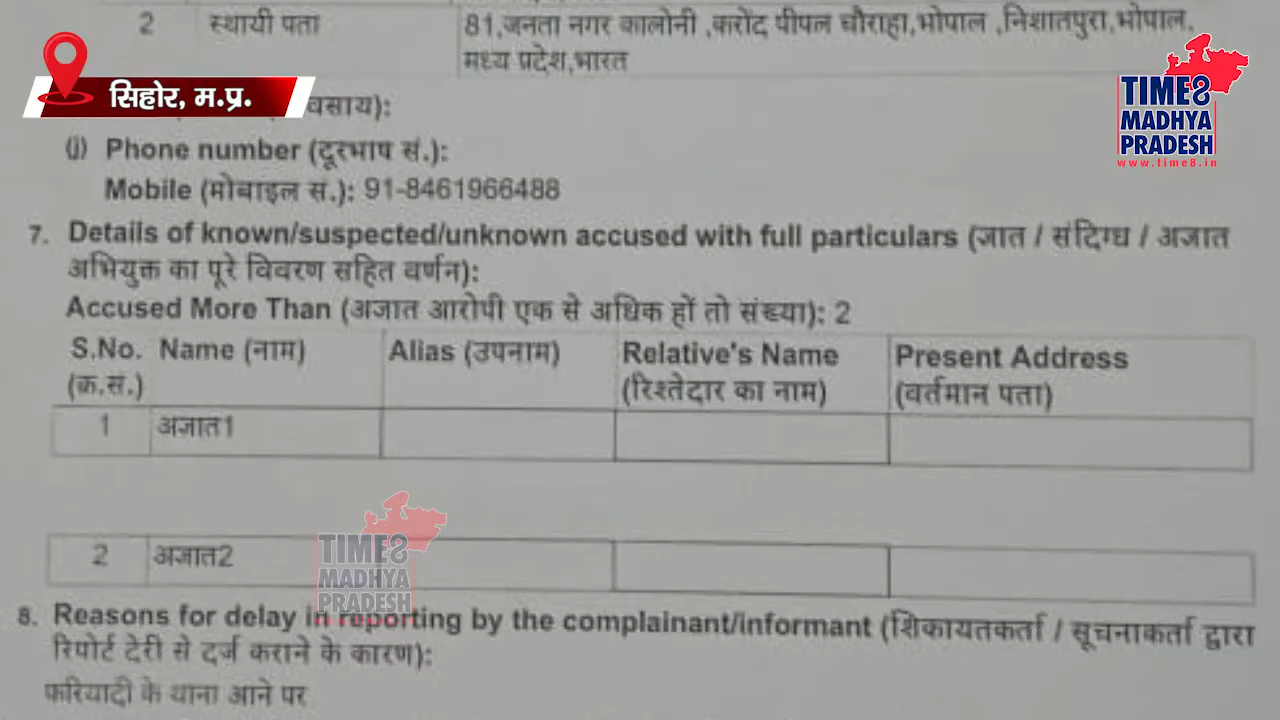 2 स्थायी पता 81,जनता नगर कालोनी ,करोंद पीपल चौराहा,भोपाल ,निशातपुरा,भोपाल,
मध्य प्रदेश,भारत
सिहोर, म.प्र.
TIME8
MADHYA
PRADESH
www.time8.in
वसाय):
(j) Phone number (दूरभाष सं.):
Mobile (मोबाइल सं.): 91-8461966488
7. Details of known/suspected/unknown accused with full particulars (ज्ञात / संदिग्ध / अज्ञात
अभियुक्त का पूरे विवरण सहित वर्णन):
Accused More Than (अज्ञात आरोपी एक से अधिक हों तो संख्या): 2
S.No. Name (नाम) Alias (उपनाम) Relative's Name Present Address
(क्र.सं.) (रिश्तेदार का नाम) (वर्तमान पता)
1 अज्ञात1
2 अज्ञात2
TIME8
MADHYA
PRADESH
8. Reasons for delay in reporting by the complainant/informant (शिकायतकर्ता / सूचनाकर्ता द्वारा
रिपोर्ट देरी से दर्ज कराने के कारण):
फरियादी के थाना आने पर